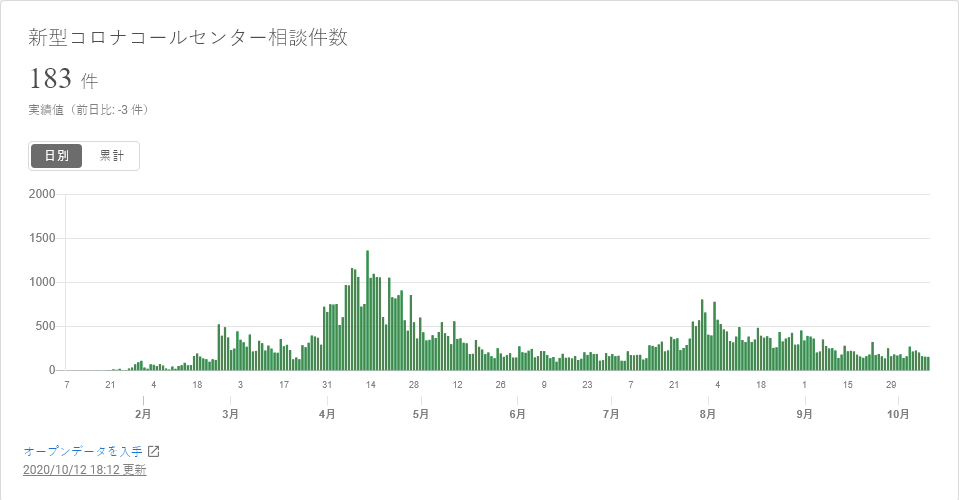 新型コロナコールセンター相談件数
183 件
実績値（前日比: -3 件）
日別 累計
2000
1500
1000
500
0
7 21 4 18 3 17 31 14 28 12 26 9 23 7 21 4 18 1 15 29
2月 3月 4月 5月 6月 7月 8月 9月 10月
オープンデータを入手
2020/10/12 18:12 更新